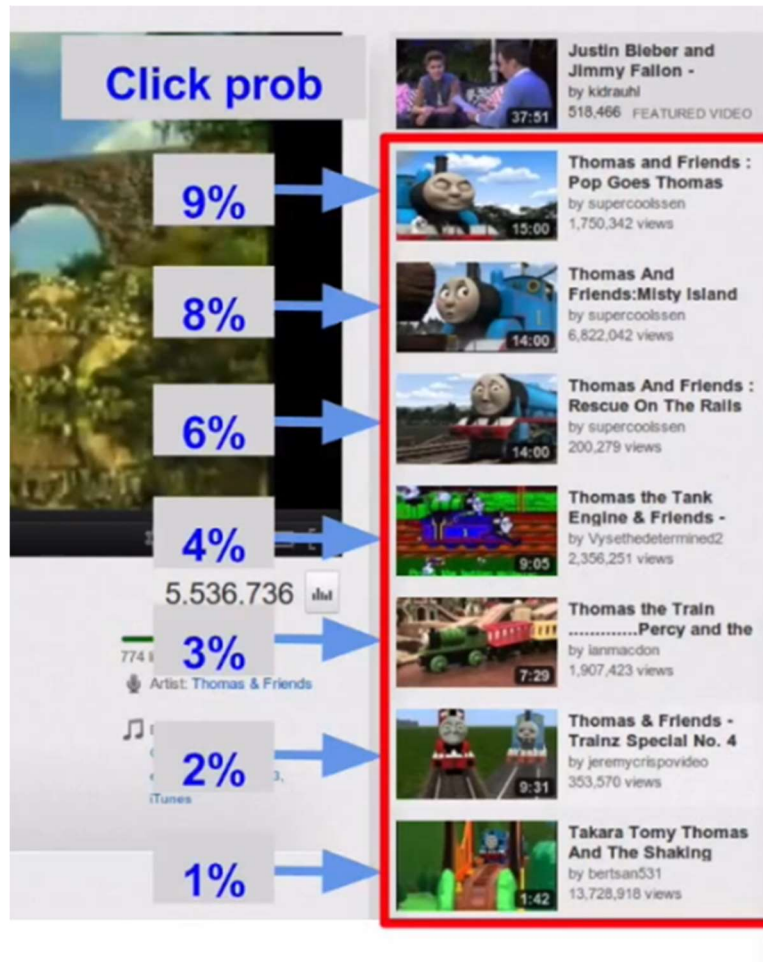 Click prob
Justin Bieber and
Jimmy Fallon -
by kidrauhl
518,466 FEATURED VIDEO
37:51
9%
Thomas and Friends :
Pop Goes Thomas
by supercoolssen
1,750,342 views
15:00
8%
Thomas And
Friends:Misty Island
by supercoolssen
6,822,042 views
14:00
6%
Thomas And Friends :
Rescue On The Rails
by supercoolssen
200,279 views
14:00
4%
Thomas the Tank
Engine & Friends -
by Vysethedetermined2
2,356,251 views
9:05
5.536.736
3%
774
Artist: Thomas & Friends
Thomas the Train
.............Percy and the
by ianmacdon
1,907,423 views
7:29
2%
3,
iTunes
Thomas & Friends -
Trainz Special No. 4
by jeremycrispovideo
353,570 views
9:31
1%
Takara Tomy Thomas
And The Shaking
by bertsan531
13,728,918 views
1:42